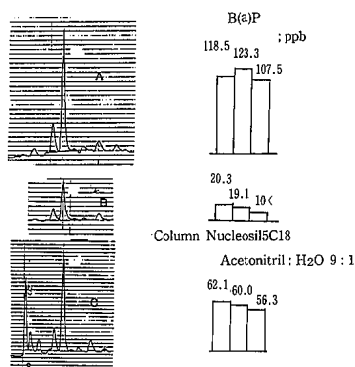 B(a)P
; ppb
118.5 123.3 107.5
A
20.3 19.1 10<
B
Column Nucleosil5C18
Acetonitril : H2O 9 : 1
62.1 60.0 56.3
C